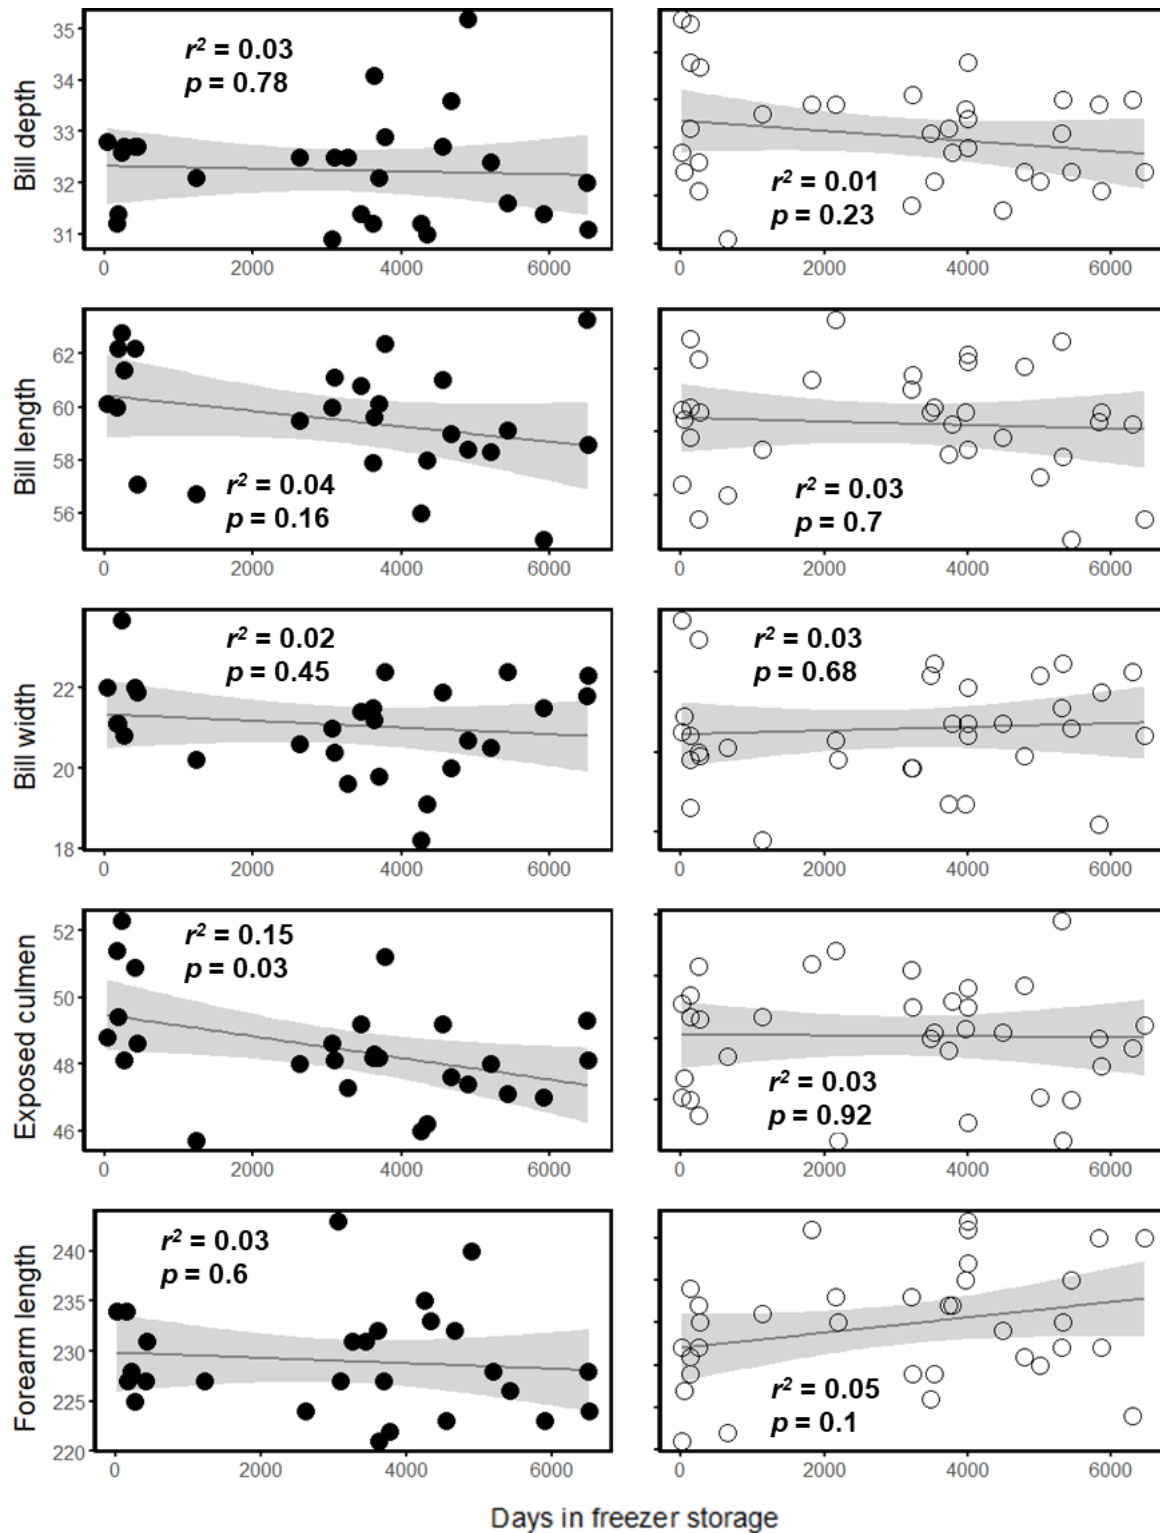 Bill depth
35
34
33
32
31
r² = 0.03
p = 0.78
0 2000 4000 6000
r² = 0.01
p = 0.23
0 2000 4000 6000
Bill length
62
60
58
56
r² = 0.04
p = 0.16
0 2000 4000 6000
r² = 0.03
p = 0.7
0 2000 4000 6000
Bill width
22
20
18
r² = 0.02
p = 0.45
0 2000 4000 6000
r² = 0.03
p = 0.68
0 2000 4000 6000
Exposed culmen
52
50
48
46
r² = 0.15
p = 0.03
0 2000 4000 6000
r² = 0.03
p = 0.92
0 2000 4000 6000
Forearm length
240
235
230
225
220
r² = 0.03
p = 0.6
0 2000 4000 6000
r² = 0.05
p = 0.1
0 2000 4000 6000
Days in freezer storage